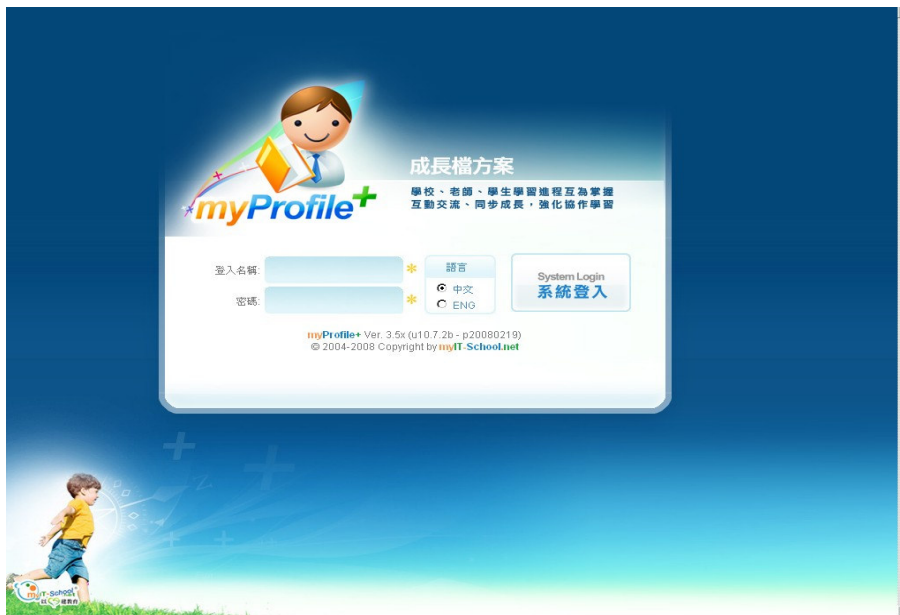 myProfile+
成長檔方案
學校、老師、學生學習進程互為掌握
互動交流、同步成長，強化協作學習
登入名稱:
密碼:
*
*
語言
中文
ENG
System Login
系統登入
myProfile+ Ver. 3.5x (u10.7.2b - p20080219)
© 2004-2008 Copyright by myIT-School.net
myIT-School